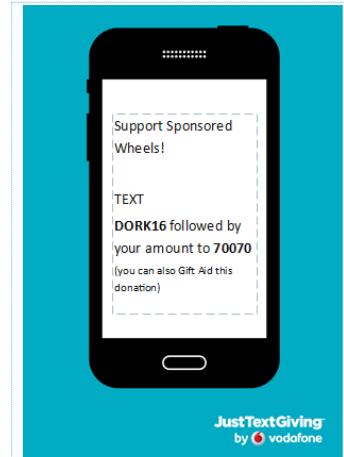 Support Sponsored
Wheels!
TEXT
DORK16 followed by
your amount to 70070
(you can also Gift Aid this
donation)
JustTextGiving
by vodafone